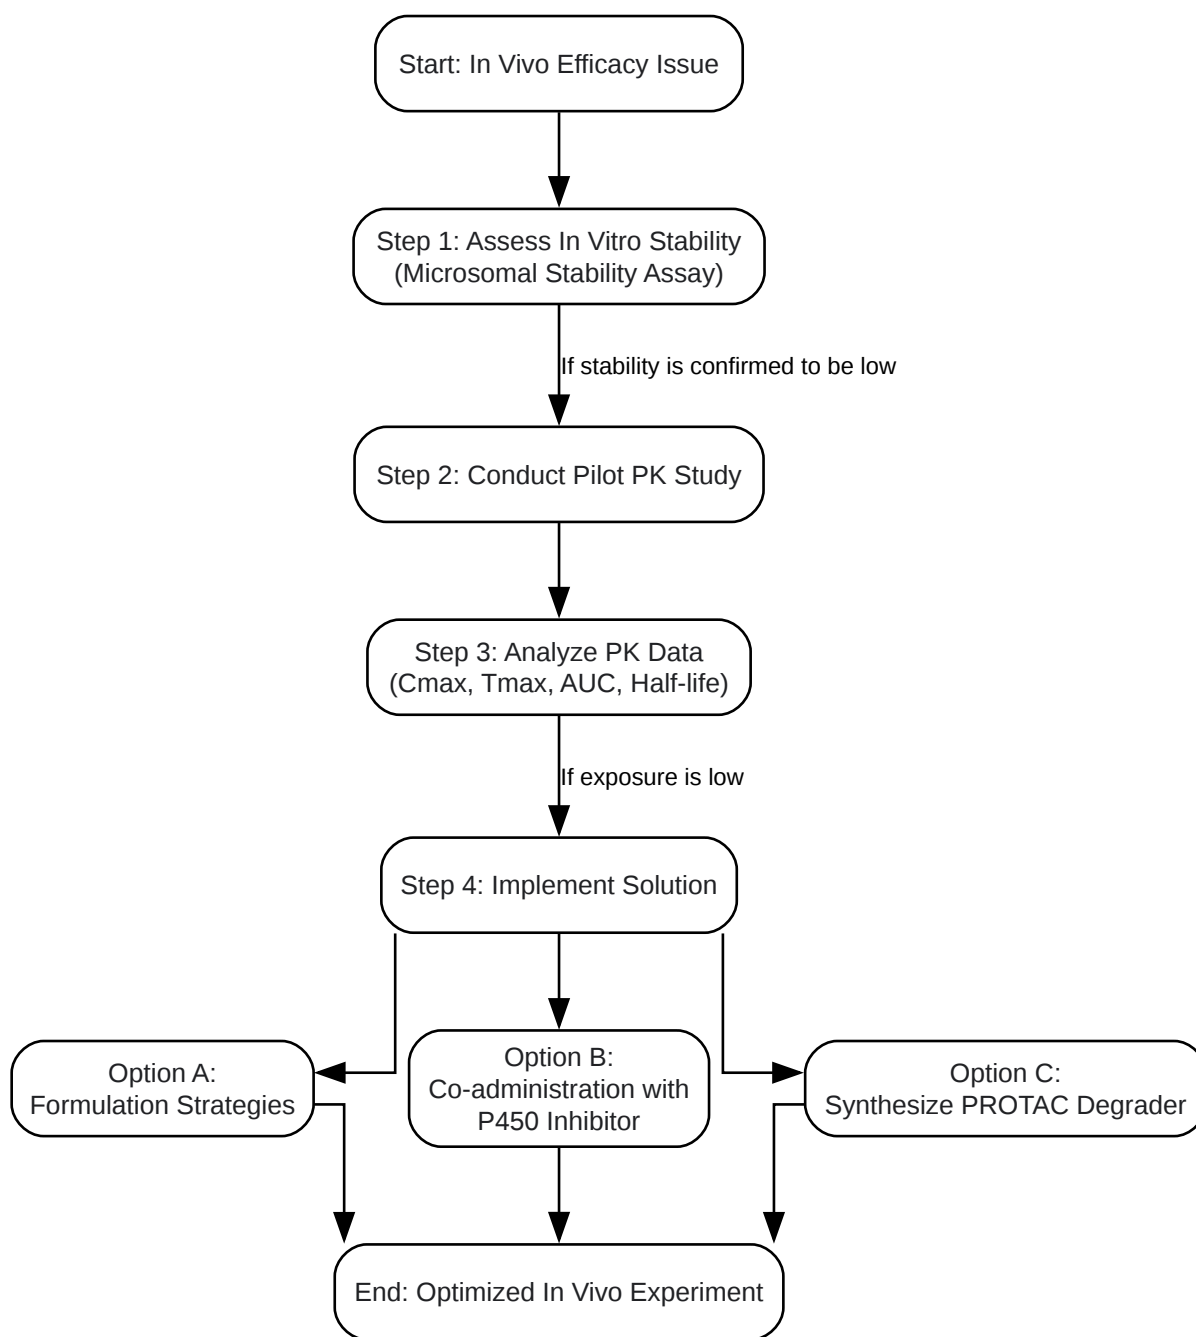 Start: In Vivo Efficacy Issue
Step 1: Assess In Vitro Stability
(Microsomal Stability Assay)
If stability is confirmed to be low
Step 2: Conduct Pilot PK Study
Step 3: Analyze PK Data
(Cmax, Tmax, AUC, Half-life)
If exposure is low
Step 4: Implement Solution
Option A:
Formulation Strategies
Option B:
Co-administration with
P450 Inhibitor
Option C:
Synthesize PROTAC Degrader
End: Optimized In Vivo Experiment